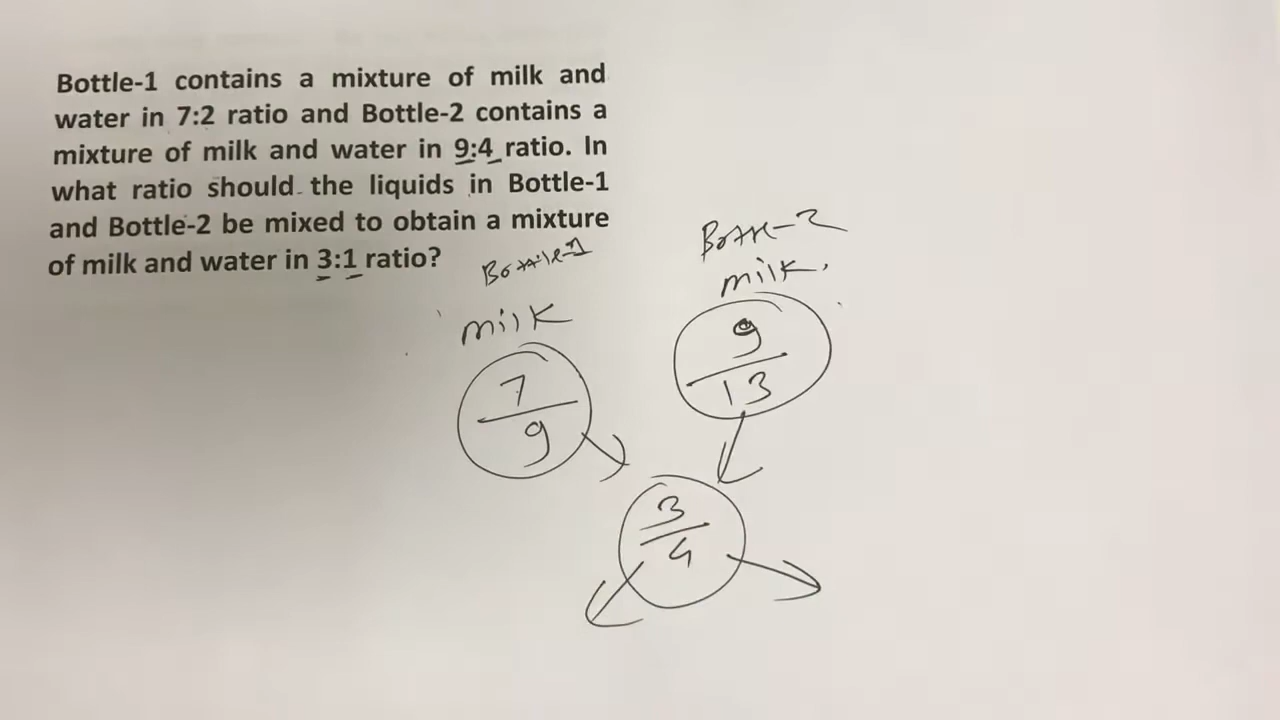 Bottle-1 contains a mixture of milk and
water in 7:2 ratio and Bottle-2 contains a
mixture of milk and water in 9:4 ratio. In
what ratio should the liquids in Bottle-1
and Bottle-2 be mixed to obtain a mixture
of milk and water in 3:1 ratio?
Bottle-1
milk
7
9
Bottle-2
milk
9
13
3
4